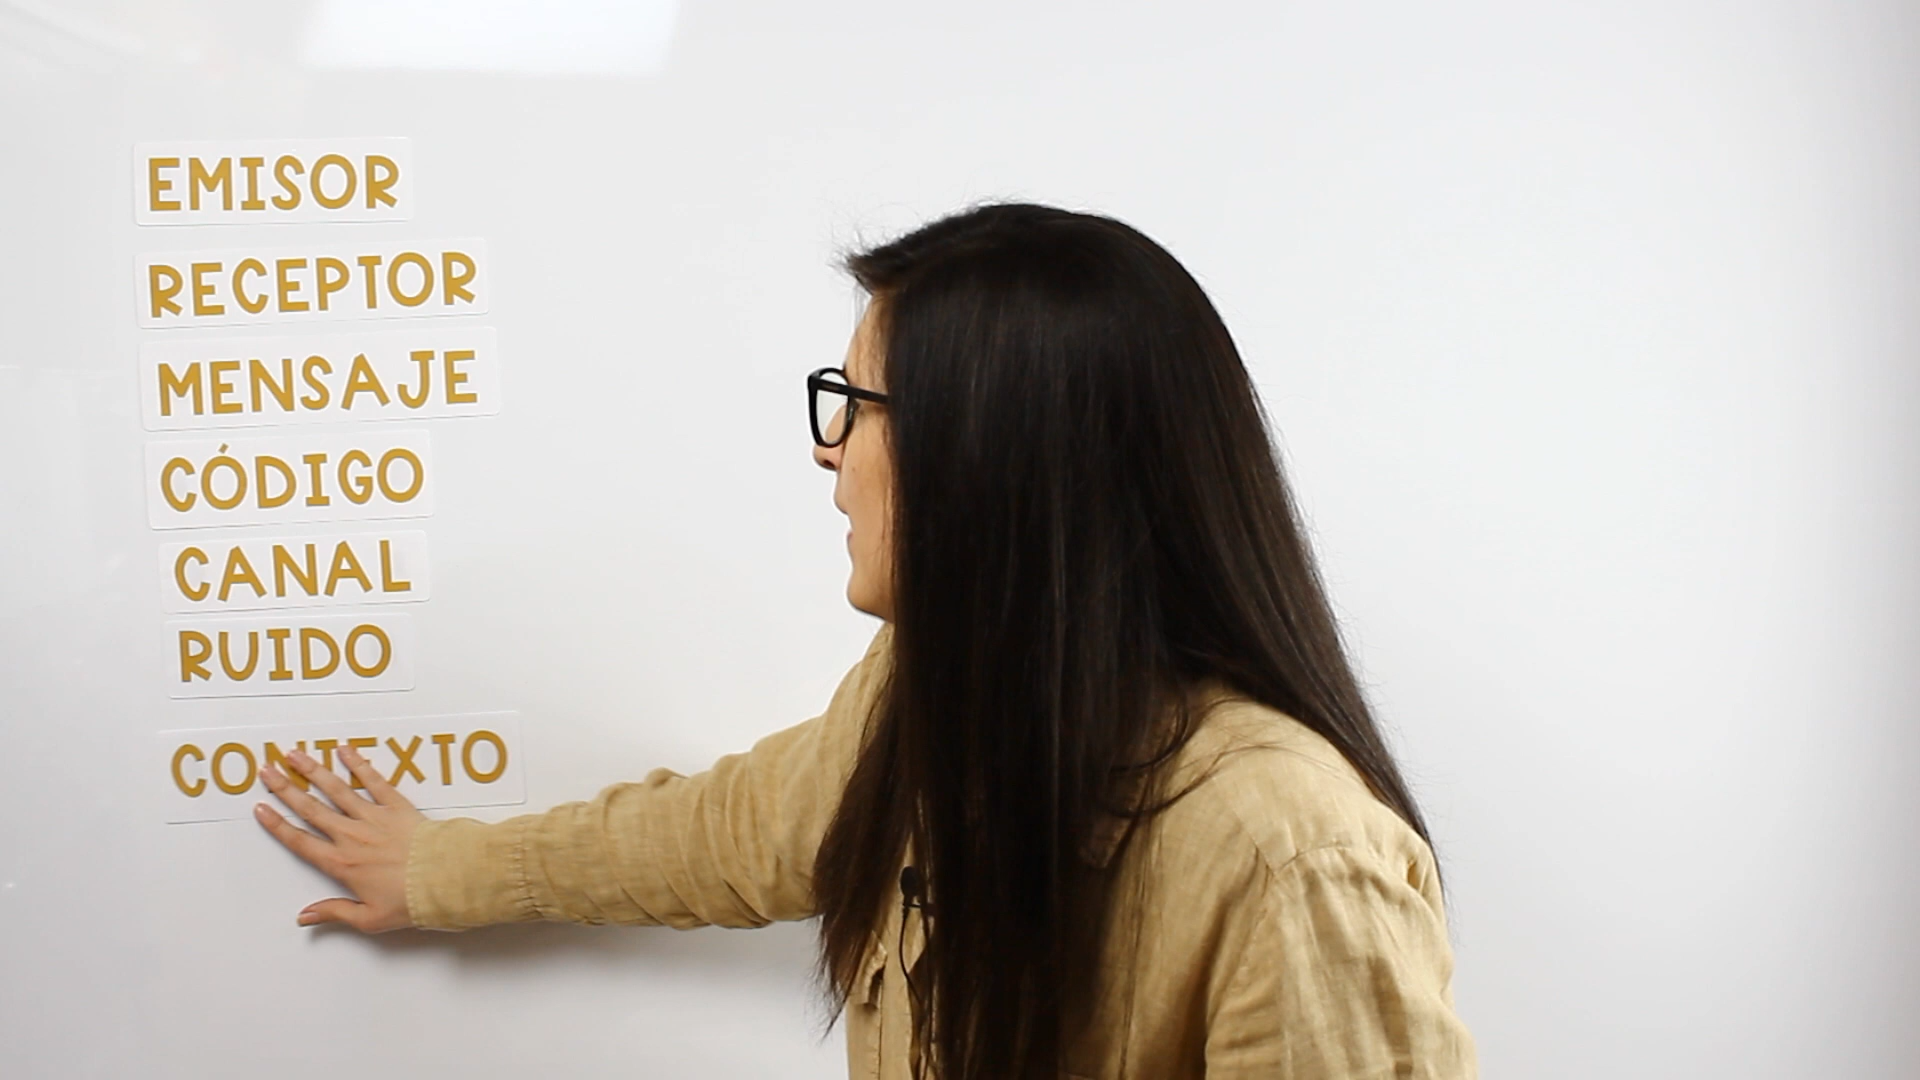 EMISOR
RECEPTOR
MENSAJE
CÓDIGO
CANAL
RUIDO
CONTEXTO